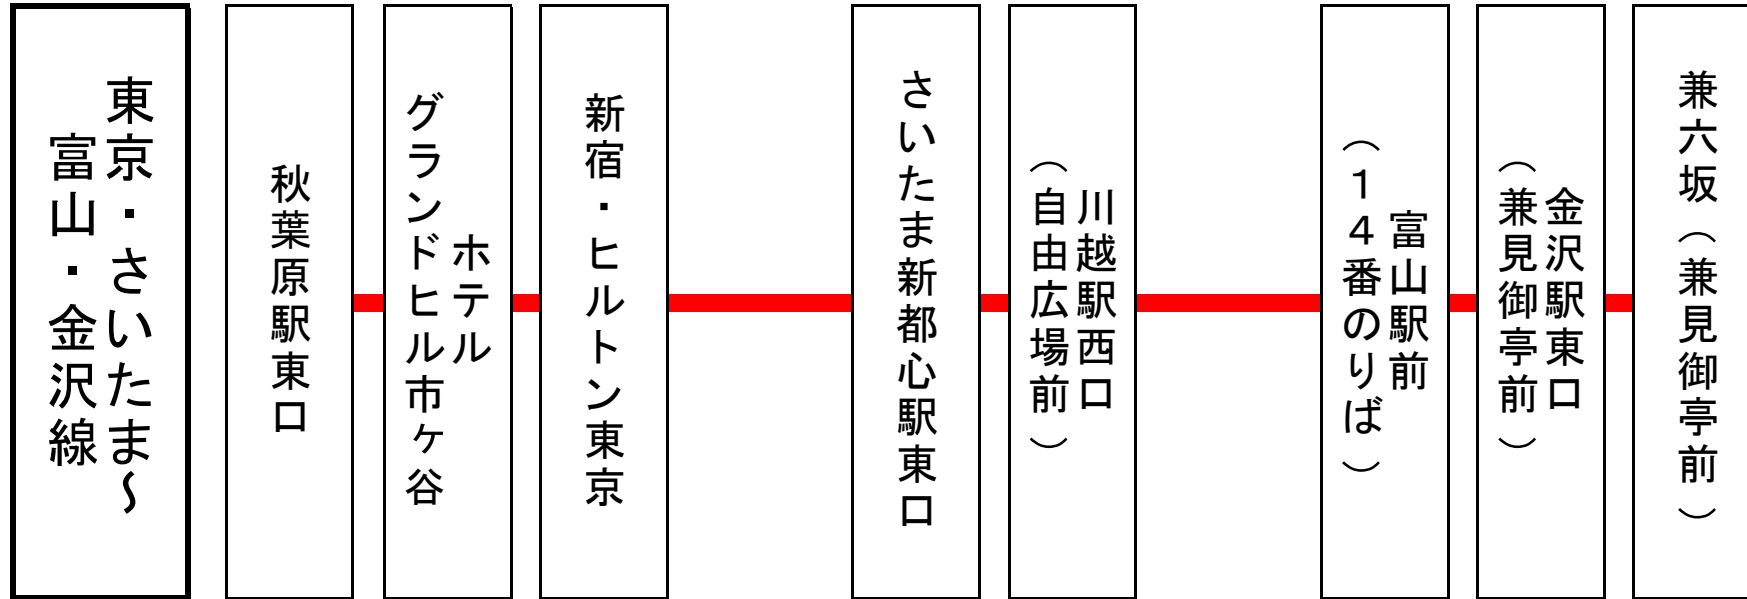 東京・さいたま～
富山・金沢線
秋葉原駅東口
ホテル
グランドヒル市ヶ谷
新宿・ヒルトン東京
さいたま新都心駅東口
川越駅西口
（自由広場前）
富山駅前
（１４番のりば）
金沢駅東口
（兼見御亭前）
兼六坂（兼見御亭前）